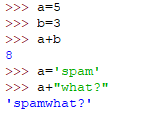 >>> a=5
>>> b=3
>>> a+b
8
>>> a='spam'
>>> a+"what?"
'spamwhat?'